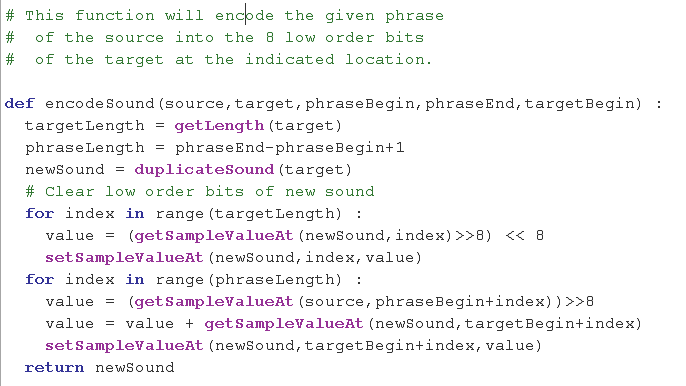 # This function will encode the given phrase
#  of the source into the 8 low order bits
#  of the target at the indicated location.

def encodeSound(source,target,phraseBegin,phraseEnd,targetBegin) :
  targetLength = getLength(target)
  phraseLength = phraseEnd-phraseBegin+1
  newSound = duplicateSound(target)
  # Clear low order bits of new sound
  for index in range(targetLength) :
    value = (getSampleValueAt(newSound,index)>>8) << 8
    setSampleValueAt(newSound,index,value)
  for index in range(phraseLength) :
    value = (getSampleValueAt(source,phraseBegin+index))>>8
    value = value + getSampleValueAt(newSound,targetBegin+index)
    setSampleValueAt(newSound,targetBegin+index,value)
  return newSound